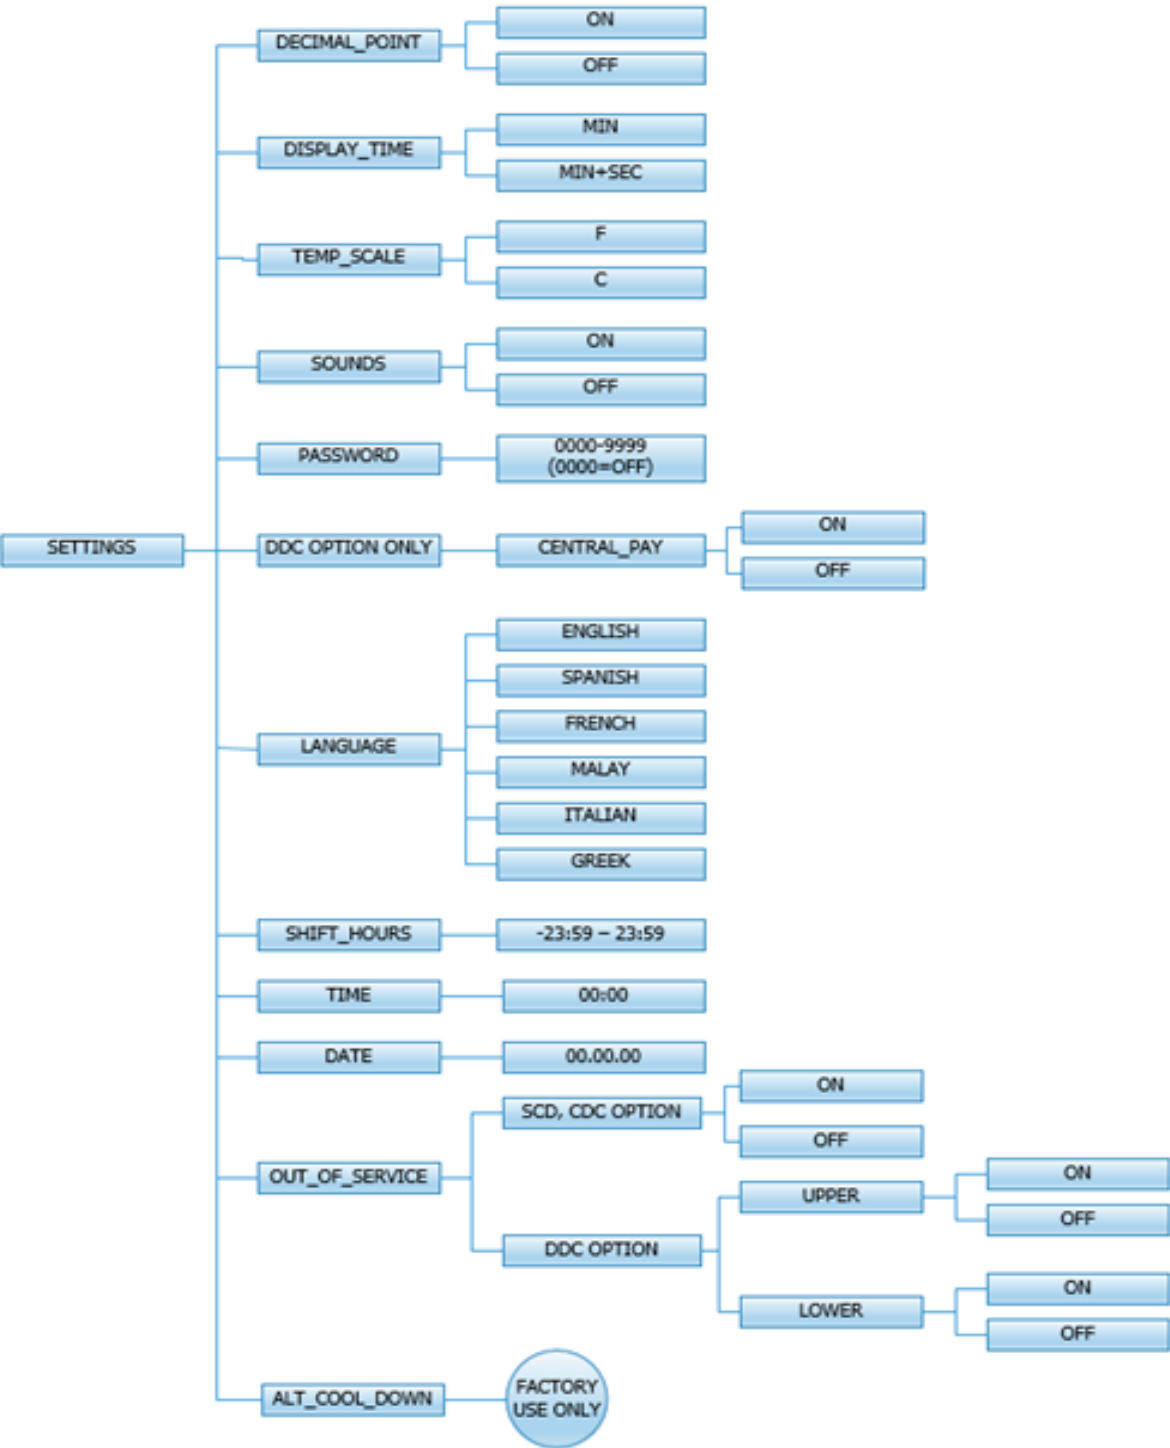 SETTINGS
DECIMAL_POINT
ON
OFF
DISPLAY_TIME
MIN
MIN+SEC
TEMP_SCALE
F
C
SOUNDS
ON
OFF
PASSWORD
0000-9999
(0000=OFF)
DDC OPTION ONLY
CENTRAL_PAY
ON
OFF
LANGUAGE
ENGLISH
SPANISH
FRENCH
MALAY
ITALIAN
GREEK
SHIFT_HOURS
-23:59 – 23:59
TIME
00:00
DATE
00.00.00
OUT_OF_SERVICE
SCD, CDC OPTION
ON
OFF
DDC OPTION
UPPER
ON
OFF
LOWER
ON
OFF
ALT_COOL_DOWN
FACTORY
USE ONLY